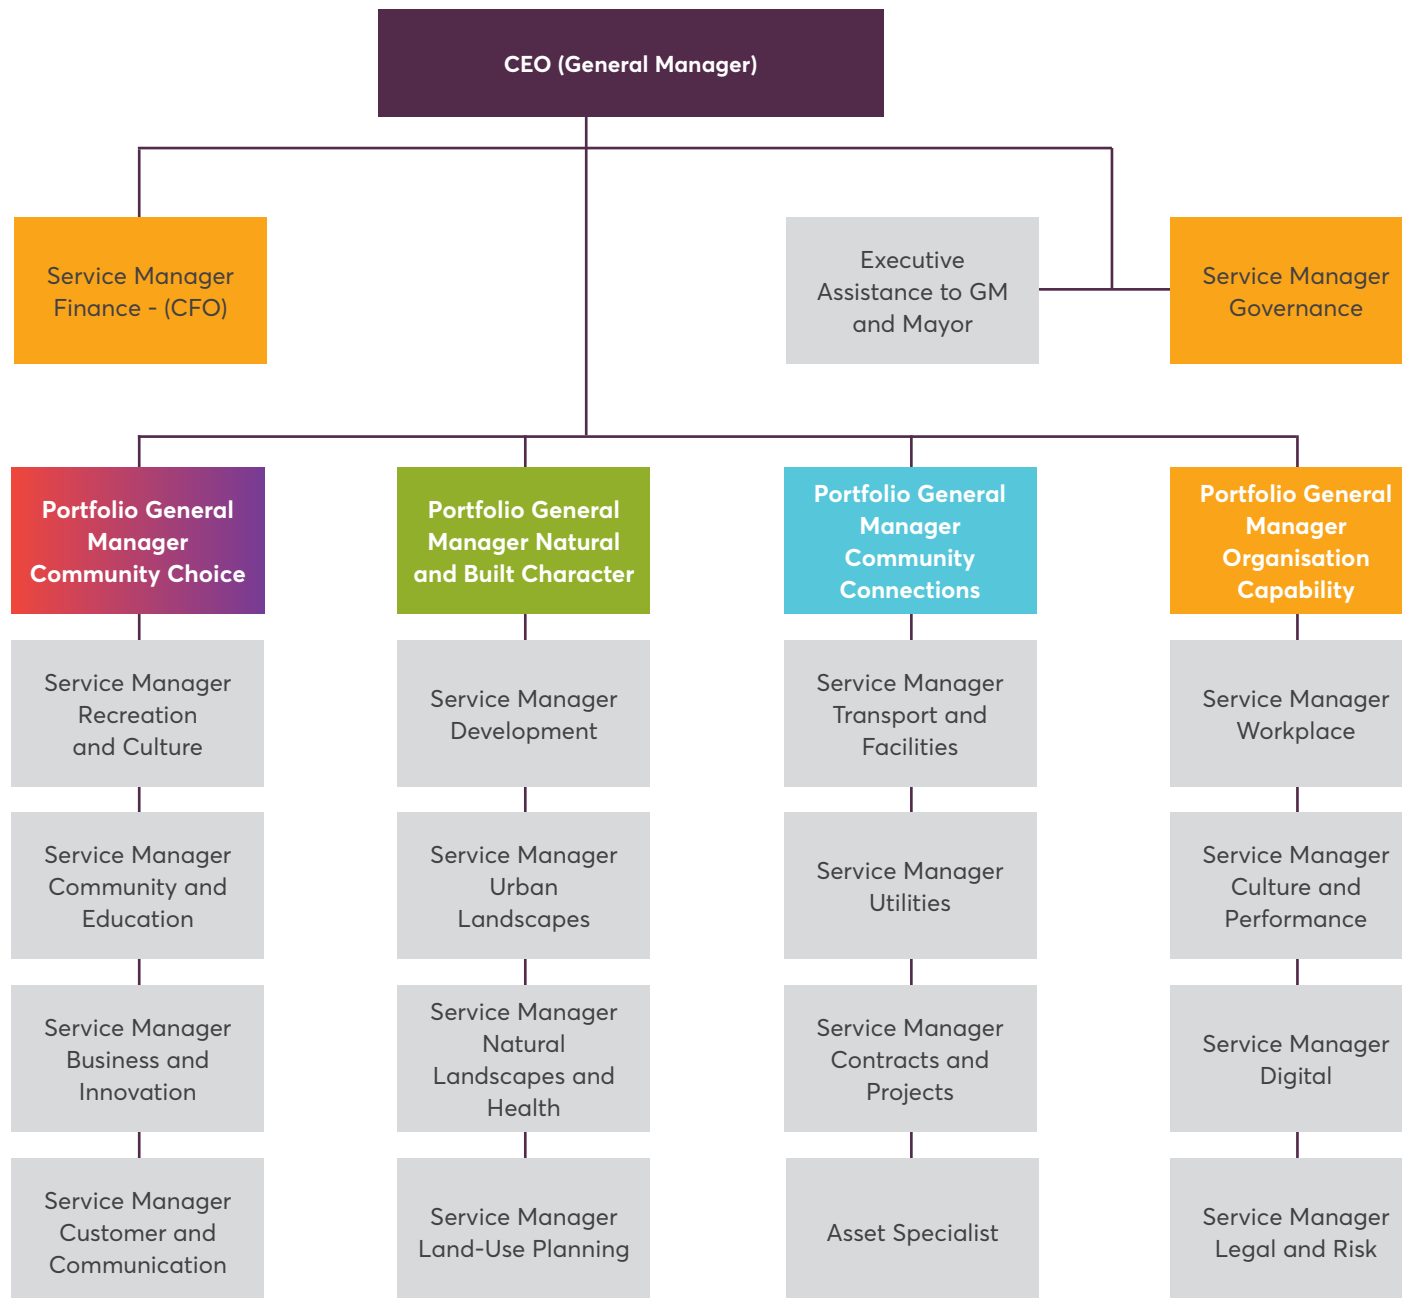 CEO (General Manager)
Service Manager
Finance - (CFO)
Executive
Assistance to GM
and Mayor
Service Manager
Governance
Portfolio General
Manager
Community Choice
Portfolio General
Manager Natural
and Built Character
Portfolio General
Manager
Community
Connections
Portfolio General
Manager
Organisation
Capability
Service Manager
Recreation
and Culture
Service Manager
Development
Service Manager
Transport and
Facilities
Service Manager
Workplace
Service Manager
Community and
Education
Service Manager
Urban
Landscapes
Service Manager
Utilities
Service Manager
Culture and
Performance
Service Manager
Business and
Innovation
Service Manager
Natural
Landscapes and
Health
Service Manager
Contracts and
Projects
Service Manager
Digital
Service Manager
Customer and
Communication
Service Manager
Land-Use Planning
Asset Specialist
Service Manager
Legal and Risk